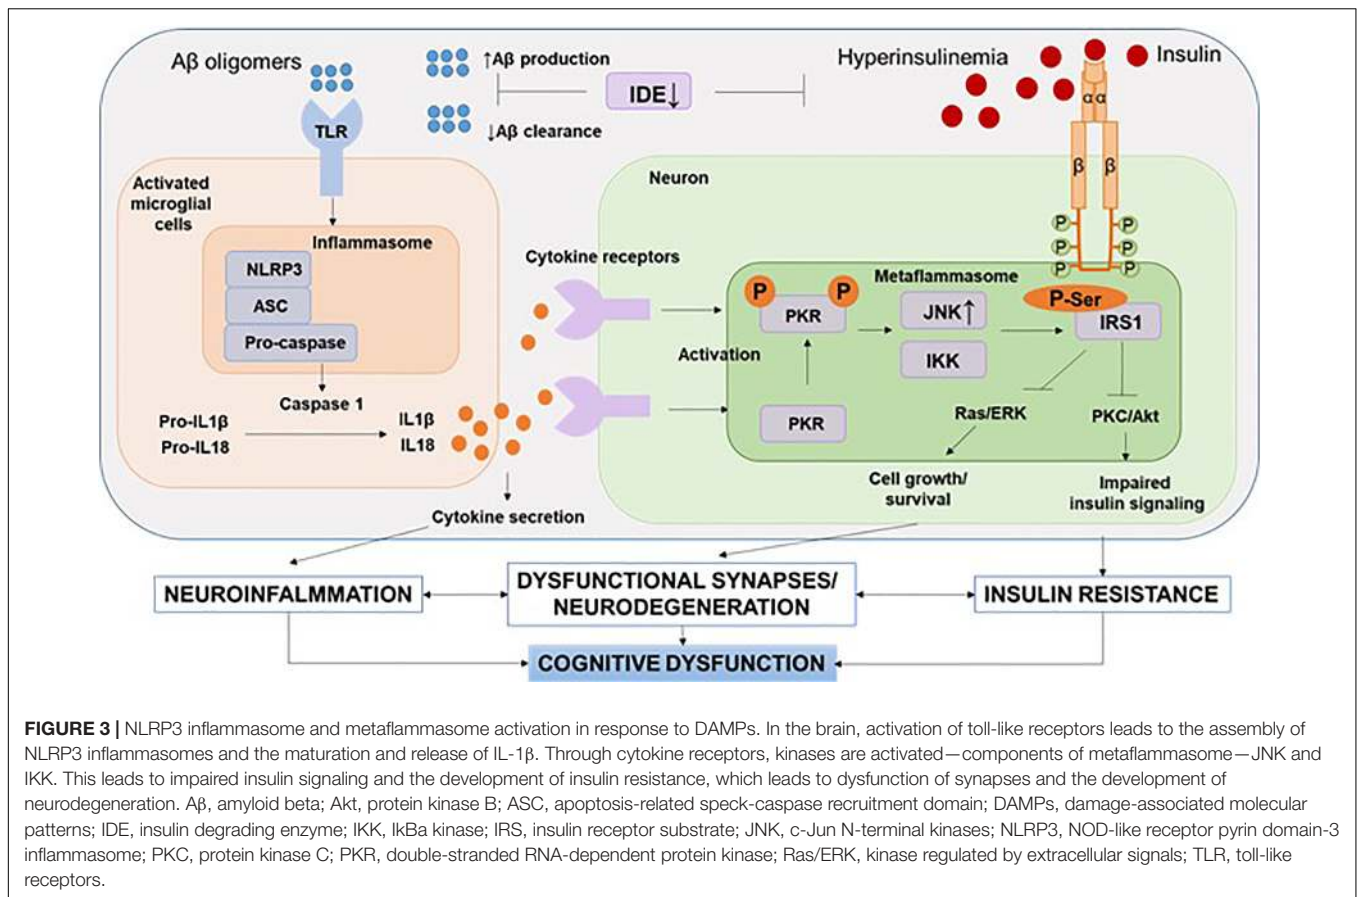 Aβ oligomers
↑Aβ production
IDE↓
↓Aβ clearance
Hyperinsulinemia
Insulin
α α
β β
TLR
Activated
microglial
cells
Inflammasome
NLRP3
ASC
Pro-caspase
Caspase 1
Pro-IL1β
Pro-IL18
IL1β
IL18
Cytokine secretion
Cytokine receptors
Neuron
Activation
Metaflammasome
P P
PKR
PKR
JNK↑
IKK
P P
P P
P P
P-Ser
IRS1
Ras/ERK
PKC/Akt
Cell growth/
survival
Impaired
insulin signaling
NEUROINFALMMATION
DYSFUNCTIONAL SYNAPSES/
NEURODEGENERATION
INSULIN RESISTANCE
COGNITIVE DYSFUNCTION
FIGURE 3 | NLRP3 inflammasome and metaflammasome activation in response to DAMPs. In the brain, activation of toll-like receptors leads to the assembly of
NLRP3 inflammasomes and the maturation and release of IL-1β. Through cytokine receptors, kinases are activated—components of metaflammasome—JNK and
IKK. This leads to impaired insulin signaling and the development of insulin resistance, which leads to dysfunction of synapses and the development of
neurodegeneration. Aβ, amyloid beta; Akt, protein kinase B; ASC, apoptosis-related speck-caspase recruitment domain; DAMPs, damage-associated molecular
patterns; IDE, insulin degrading enzyme; IKK, IkBa kinase; IRS, insulin receptor substrate; JNK, c-Jun N-terminal kinases; NLRP3, NOD-like receptor pyrin domain-3
inflammasome; PKC, protein kinase C; PKR, double-stranded RNA-dependent protein kinase; Ras/ERK, kinase regulated by extracellular signals; TLR, toll-like
receptors.